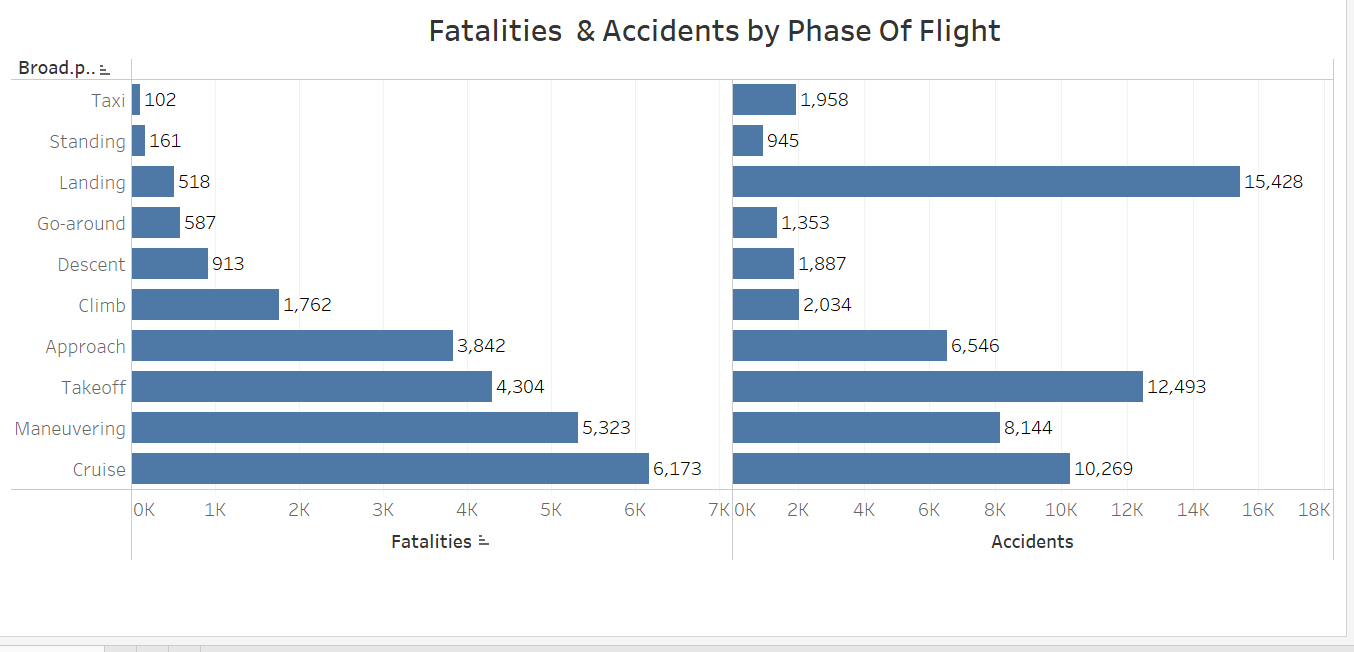 Fatalities & Accidents by Phase Of Flight
Broad.p..
Taxi 102 1,958
Standing 161 945
Landing 518 15,428
Go-around 587 1,353
Descent 913 1,887
Climb 1,762 2,034
Approach 3,842 6,546
Takeoff 4,304 12,493
Maneuvering 5,323 8,144
Cruise 6,173 10,269
0K 1K 2K 3K 4K 5K 6K 7K 0K 2K 4K 6K 8K 10K 12K 14K 16K 18K
Fatalities Accidents